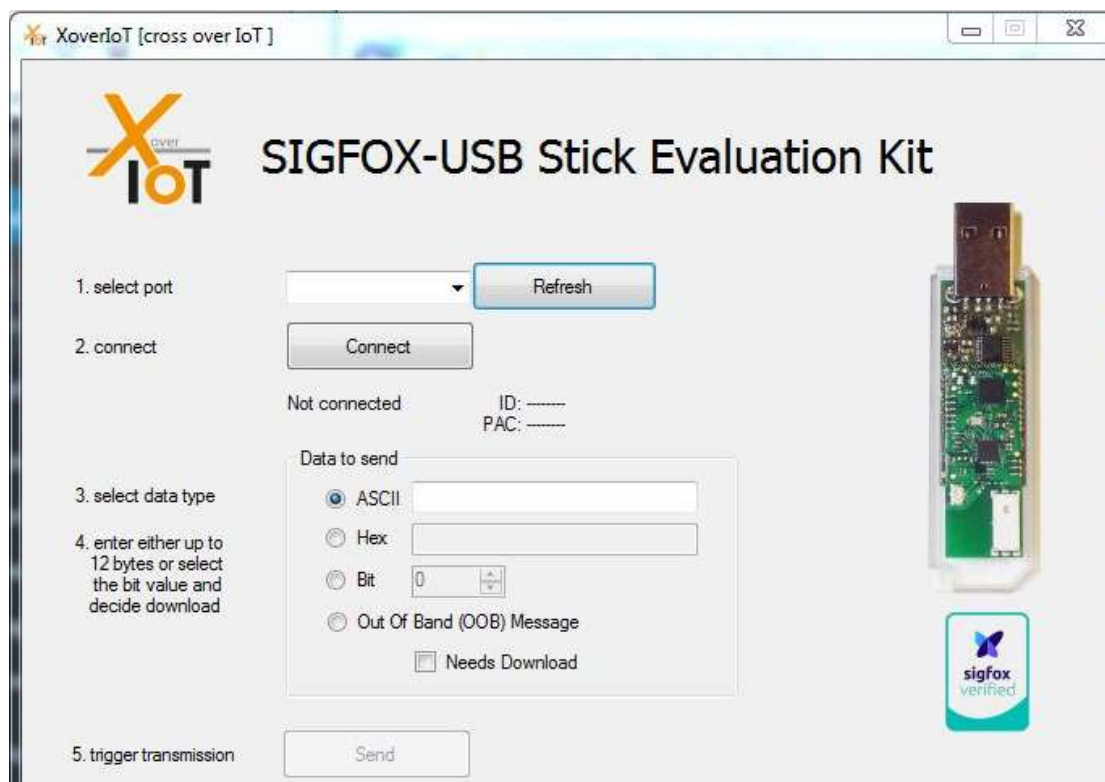 XoverIoT [cross over IoT ]
X over IoT
SIGFOX-USB Stick Evaluation Kit
1. select port
Refresh
2. connect
Connect
Not connected
ID: --------
PAC: --------
Data to send
3. select data type
ASCII
Hex
4. enter either up to
12 bytes or select
the bit value and
decide download
Bit
0
Out Of Band (OOB) Message
Needs Download
sigfox
verified
5. trigger transmission
Send